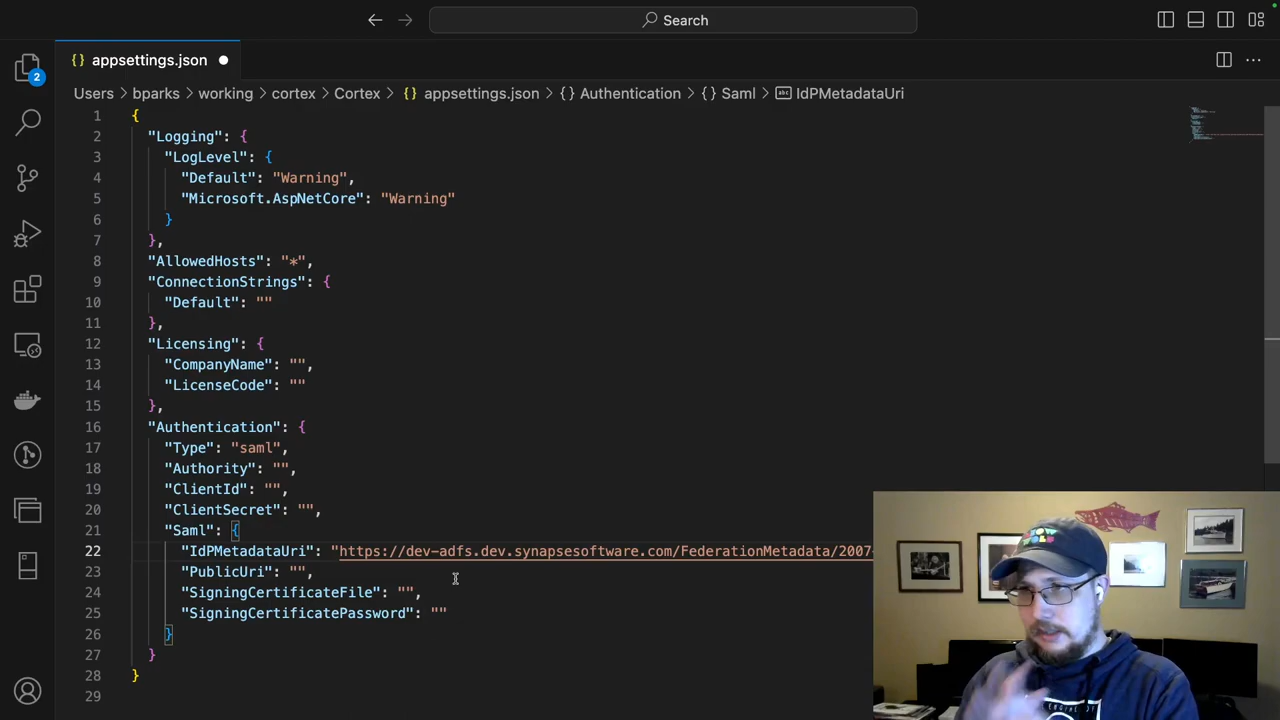 Search
2
{} appsettings.json
Users > bparks > working > cortex > Cortex > {} appsettings.json > {} Authentication > {} Saml > abc IdPMetadataUri
1 {
2 "Logging": {
3 "LogLevel": {
4 "Default": "Warning",
5 "Microsoft.AspNetCore": "Warning"
6 }
7 },
8 "AllowedHosts": "*",
9 "ConnectionStrings": {
10 "Default": ""
11 },
12 "Licensing": {
13 "CompanyName": "",
14 "LicenseCode": ""
15 },
16 "Authentication": {
17 "Type": "saml",
18 "Authority": "",
19 "ClientId": "",
20 "ClientSecret": "",
21 "Saml": {
22 "IdPMetadataUri": "https://dev-adfs.dev.synapsesoftware.com/FederationMetadata/2007-
23 "PublicUri": "",
24 "SigningCertificateFile": "",
25 "SigningCertificatePassword": ""
26 }
27 }
28 }
29